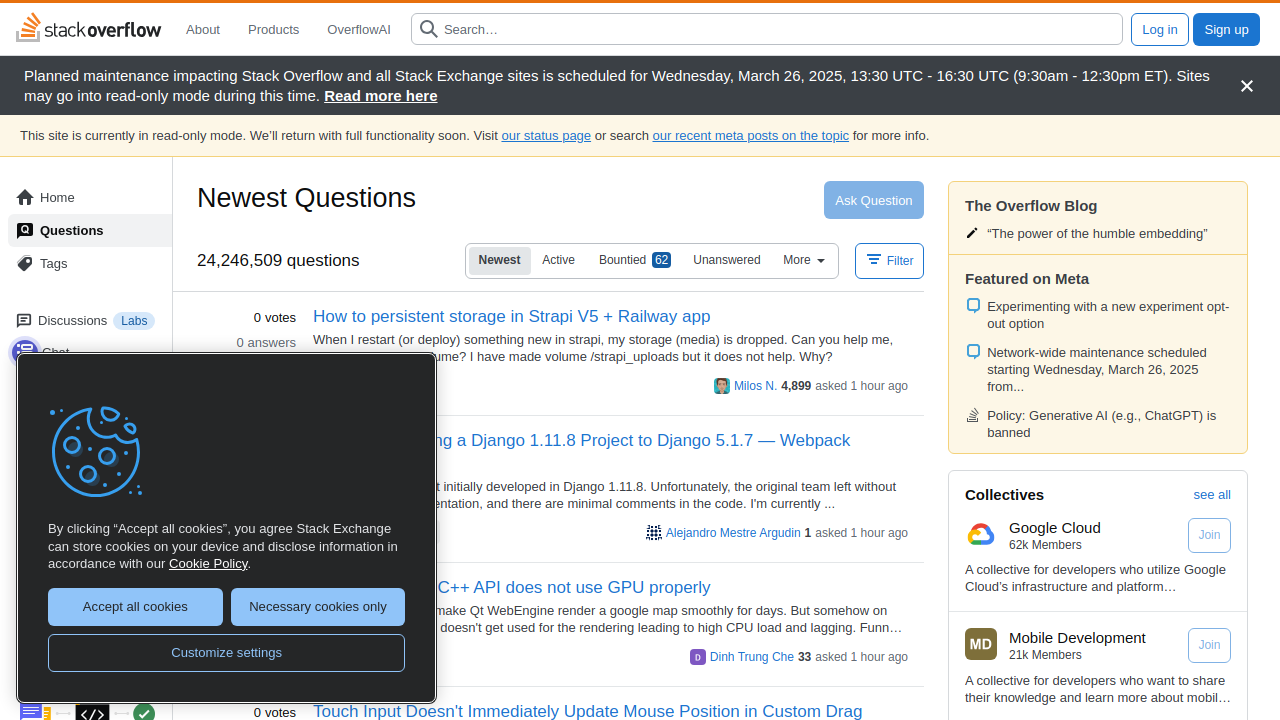 stack overflow
About
Products
OverflowAI
Search…
Log in
Sign up
Planned maintenance impacting Stack Overflow and all Stack Exchange sites is scheduled for Wednesday, March 26, 2025, 13:30 UTC - 16:30 UTC (9:30am - 12:30pm ET). Sites
may go into read-only mode during this time. Read more here
This site is currently in read-only mode. We’ll return with full functionality soon. Visit our status page or search our recent meta posts on the topic for more info.
Home
Questions
Tags
Discussions
Labs
Chat
Newest Questions
Ask Question
24,246,509 questions
Newest
Active
Bountied 62
Unanswered
More
Filter
0 votes
0 answers
How to persistent storage in Strapi V5 + Railway app
When I restart (or deploy) something new in strapi, my storage (media) is dropped. Can you help me,
ume? I have made volume /strapi_uploads but it does not help. Why?
Milos N. 4,899 asked 1 hour ago
ng a Django 1.11.8 Project to Django 5.1.7 — Webpack
t initially developed in Django 1.11.8. Unfortunately, the original team left without
entation, and there are minimal comments in the code. I'm currently ...
Alejandro Mestre Argudin 1 asked 1 hour ago
C++ API does not use GPU properly
make Qt WebEngine render a google map smoothly for days. But somehow on
doesn't get used for the rendering leading to high CPU load and lagging. Funn…
D
Dinh Trung Che 33 asked 1 hour ago
0 votes
Touch Input Doesn't Immediately Update Mouse Position in Custom Drag
By clicking “Accept all cookies”, you agree Stack Exchange
can store cookies on your device and disclose information in
accordance with our Cookie Policy.
Accept all cookies
Necessary cookies only
Customize settings
</>
The Overflow Blog
“The power of the humble embedding”
Featured on Meta
Experimenting with a new experiment opt-
out option
Network-wide maintenance scheduled
starting Wednesday, March 26, 2025
from...
Policy: Generative AI (e.g., ChatGPT) is
banned
Collectives
see all
Google Cloud
62k Members
Join
A collective for developers who utilize Google
Cloud’s infrastructure and platform…
MD
Mobile Development
21k Members
Join
A collective for developers who want to share
their knowledge and learn more about mobil…